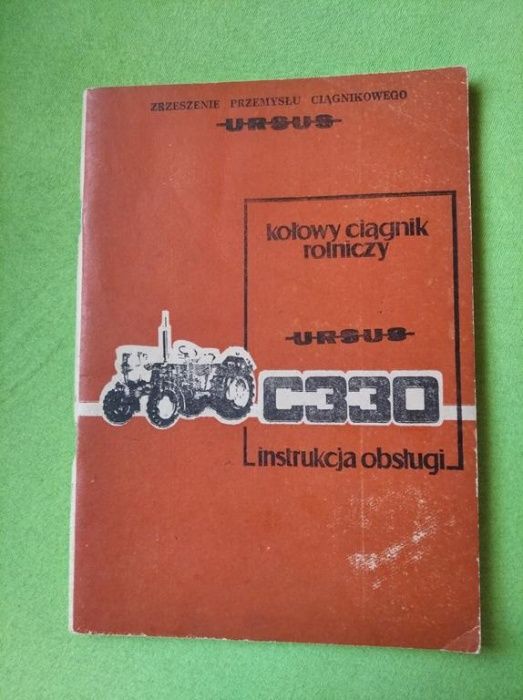 ZRZESZENIE PRZEMYSŁU CIĄGNIKOWEGO
URSUS
kołowy ciągnik
rolniczy
URSUS
C330
instrukcja obsługi